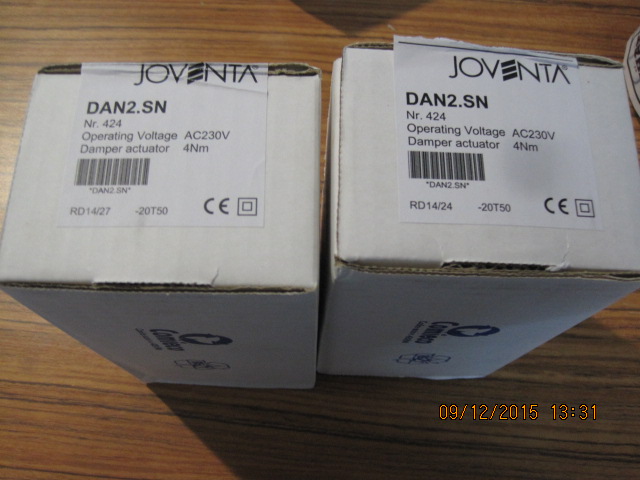 JOVENTA
DAN2.SN
Nr. 424
Operating Voltage AC230V
Damper actuator 4Nm
*DAN2.SN*
RD14/27 -20T50 CE
JOVENTA
DAN2.SN
Nr. 424
Operating Voltage AC230V
Damper actuator 4Nm
*DAN2.SN*
RD14/24 -20T50 CE
09/12/2015 13:31